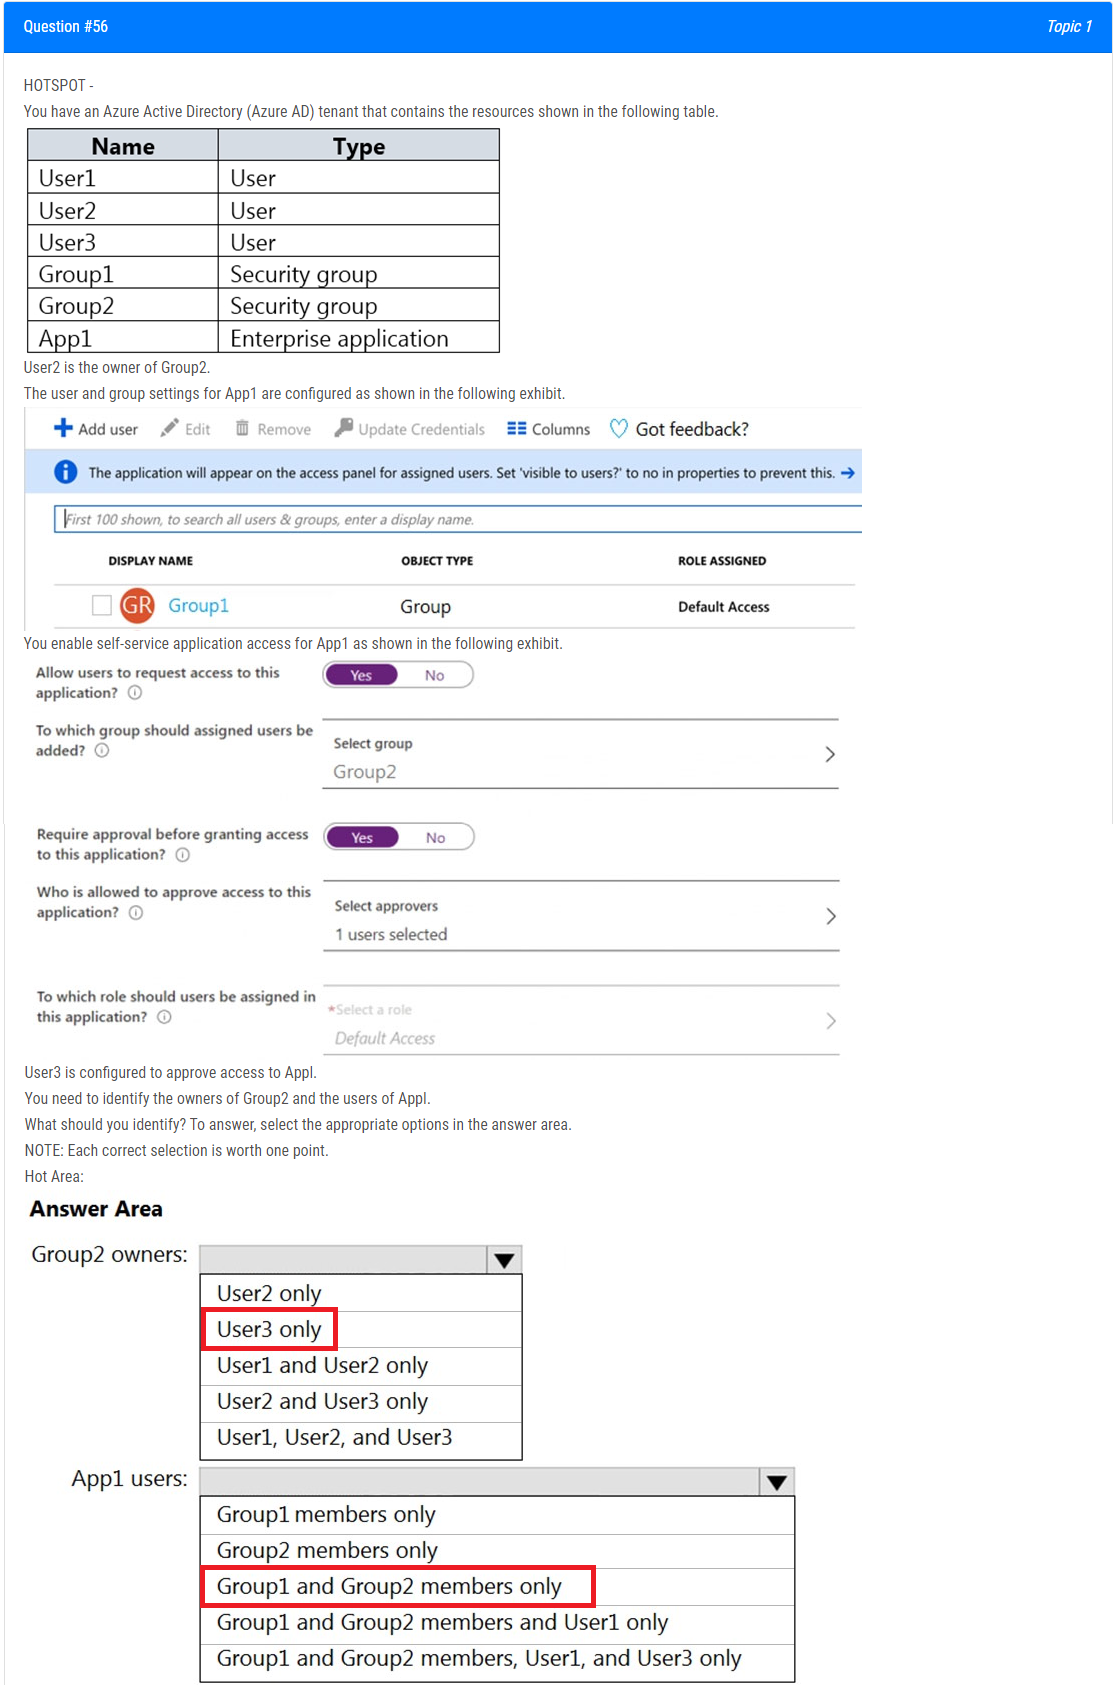 Question #56
Topic 1
HOTSPOT -
You have an Azure Active Directory (Azure AD) tenant that contains the resources shown in the following table.
Name Type
User1 User
User2 User
User3 User
Group1 Security group
Group2 Security group
App1 Enterprise application
User2 is the owner of Group2.
The user and group settings for App1 are configured as shown in the following exhibit.
Add user Edit Remove Update Credentials Columns Got feedback?
The application will appear on the access panel for assigned users. Set 'visible to users?' to no in properties to prevent this.
First 100 shown, to search all users & groups, enter a display name.
DISPLAY NAME OBJECT TYPE ROLE ASSIGNED
GR Group1 Group Default Access
You enable self-service application access for App1 as shown in the following exhibit.
Allow users to request access to this
application?
Yes No
To which group should assigned users be
added?
Select group
Group2
Require approval before granting access
to this application?
Yes No
Who is allowed to approve access to this
application?
Select approvers
1 users selected
To which role should users be assigned in
this application?
*Select a role
Default Access
User3 is configured to approve access to Appl.
You need to identify the owners of Group2 and the users of Appl.
What should you identify? To answer, select the appropriate options in the answer area.
NOTE: Each correct selection is worth one point.
Hot Area:
Answer Area
Group2 owners:
User2 only
User3 only
User1 and User2 only
User2 and User3 only
User1, User2, and User3
App1 users:
Group1 members only
Group2 members only
Group1 and Group2 members only
Group1 and Group2 members and User1 only
Group1 and Group2 members, User1, and User3 only